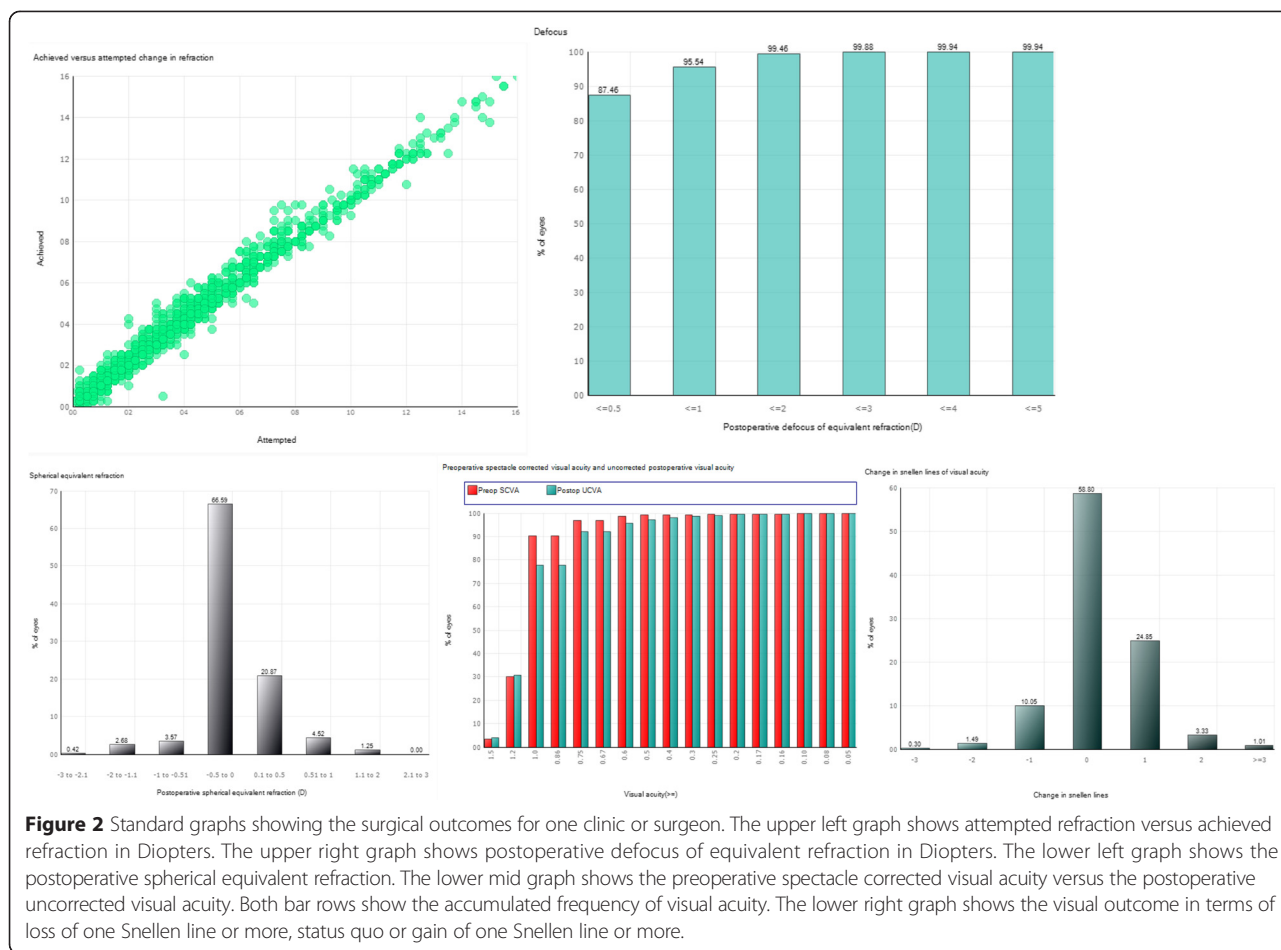 Achieved versus attempted change in refraction
16
14
12
10
08
06
04
02
00
Achieved
00 02 04 06 08 10 12 14 16
Attempted
Defocus
100
90
80
70
60
50
40
30
20
10
00
% of eyes
87.46 95.54 99.46 99.88 99.94 99.94
<=0.5 <=1 <=2 <=3 <=4 <=5
Postoperative defocus of equivalent refraction(D)
Spherical equivalent refraction
70
60
50
40
30
20
10
00
% of eyes
0.42 2.68 3.57 66.59 20.87 4.52 1.25 0.00
-3 to -2.1 -2 to -1.1 -1 to -0.51 -0.5 to 0 0.1 to 0.5 0.51 to 1 1.1 to 2 2.1 to 3
Postoperative spherical equivalent refraction (D)
Preoperative spectacle corrected visual acuity and uncorrected postoperative visual acuity
Preop SCVA Postop UCVA
100
90
80
70
60
50
40
30
20
10
00
% of eyes
1.5 1.2 1.0 0.86 0.75 0.67 0.6 0.5 0.4 0.3 0.25 0.2 0.17 0.16 0.10 0.08 0.05
Visual acuity(>=)
Change in snellen lines of visual acuity
60
50
40
30
20
10
00
% of eyes
0.30 1.49 10.05 58.80 24.85 3.33 1.01
-3 -2 -1 0 1 2 >=3
Change in snellen lines
Figure 2 Standard graphs showing the surgical outcomes for one clinic or surgeon. The upper left graph shows attempted refraction versus achieved
refraction in Diopters. The upper right graph shows postoperative defocus of equivalent refraction in Diopters. The lower left graph shows the
postoperative spherical equivalent refraction. The lower mid graph shows the preoperative spectacle corrected visual acuity versus the postoperative
uncorrected visual acuity. Both bar rows show the accumulated frequency of visual acuity. The lower right graph shows the visual outcome in terms of
loss of one Snellen line or more, status quo or gain of one Snellen line or more.